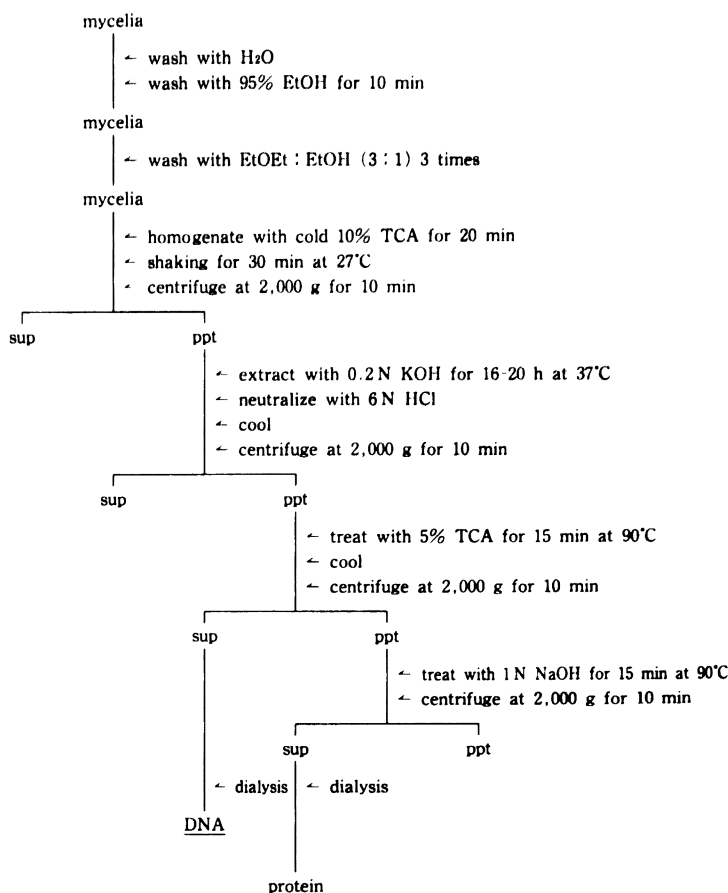 mycelia
← wash with H₂O
← wash with 95% EtOH for 10 min
mycelia
← wash with EtOEt : EtOH (3 : 1) 3 times
mycelia
← homogenate with cold 10% TCA for 20 min
← shaking for 30 min at 27°C
← centrifuge at 2,000 g for 10 min
sup ppt
← extract with 0.2 N KOH for 16-20 h at 37°C
← neutralize with 6 N HCl
← cool
← centrifuge at 2,000 g for 10 min
sup ppt
← treat with 5% TCA for 15 min at 90°C
← cool
← centrifuge at 2,000 g for 10 min
sup ppt
← treat with 1 N NaOH for 15 min at 90°C
← centrifuge at 2,000 g for 10 min
sup ppt
← dialysis ← dialysis
DNA
protein